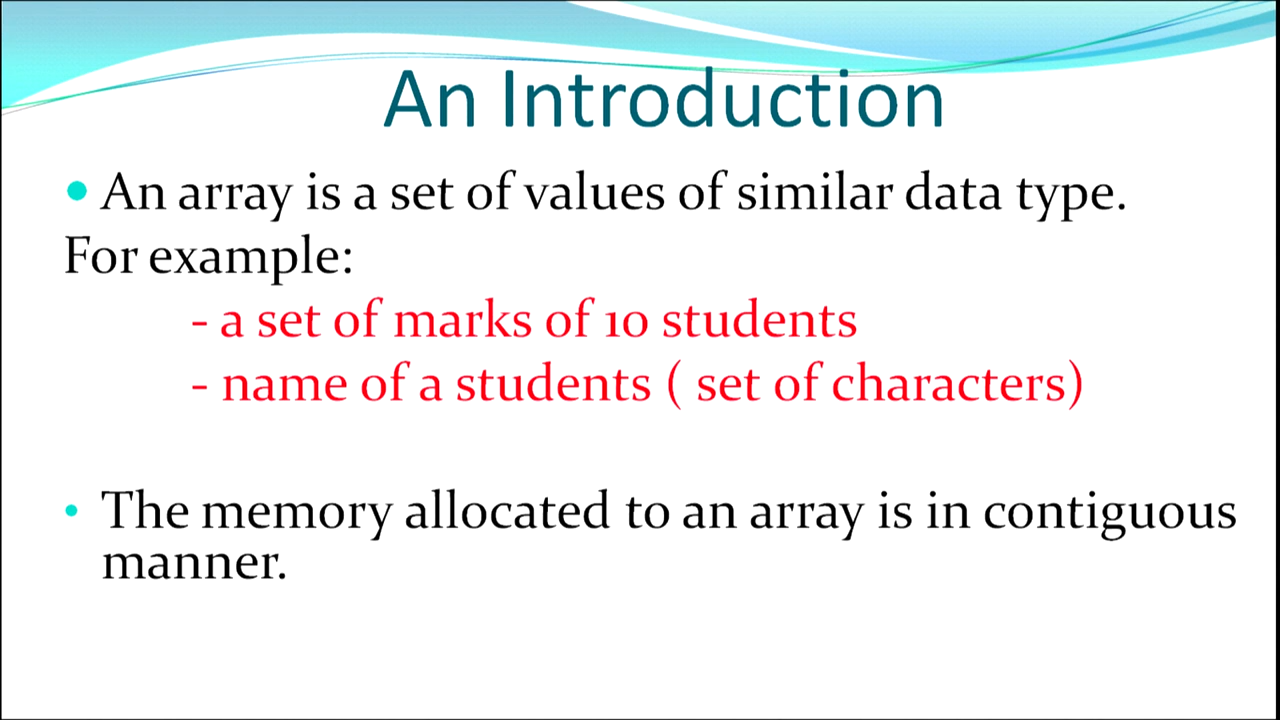 An Introduction
• An array is a set of values of similar data type.
For example:
- a set of marks of 10 students
- name of a students ( set of characters)
• The memory allocated to an array is in contiguous
manner.